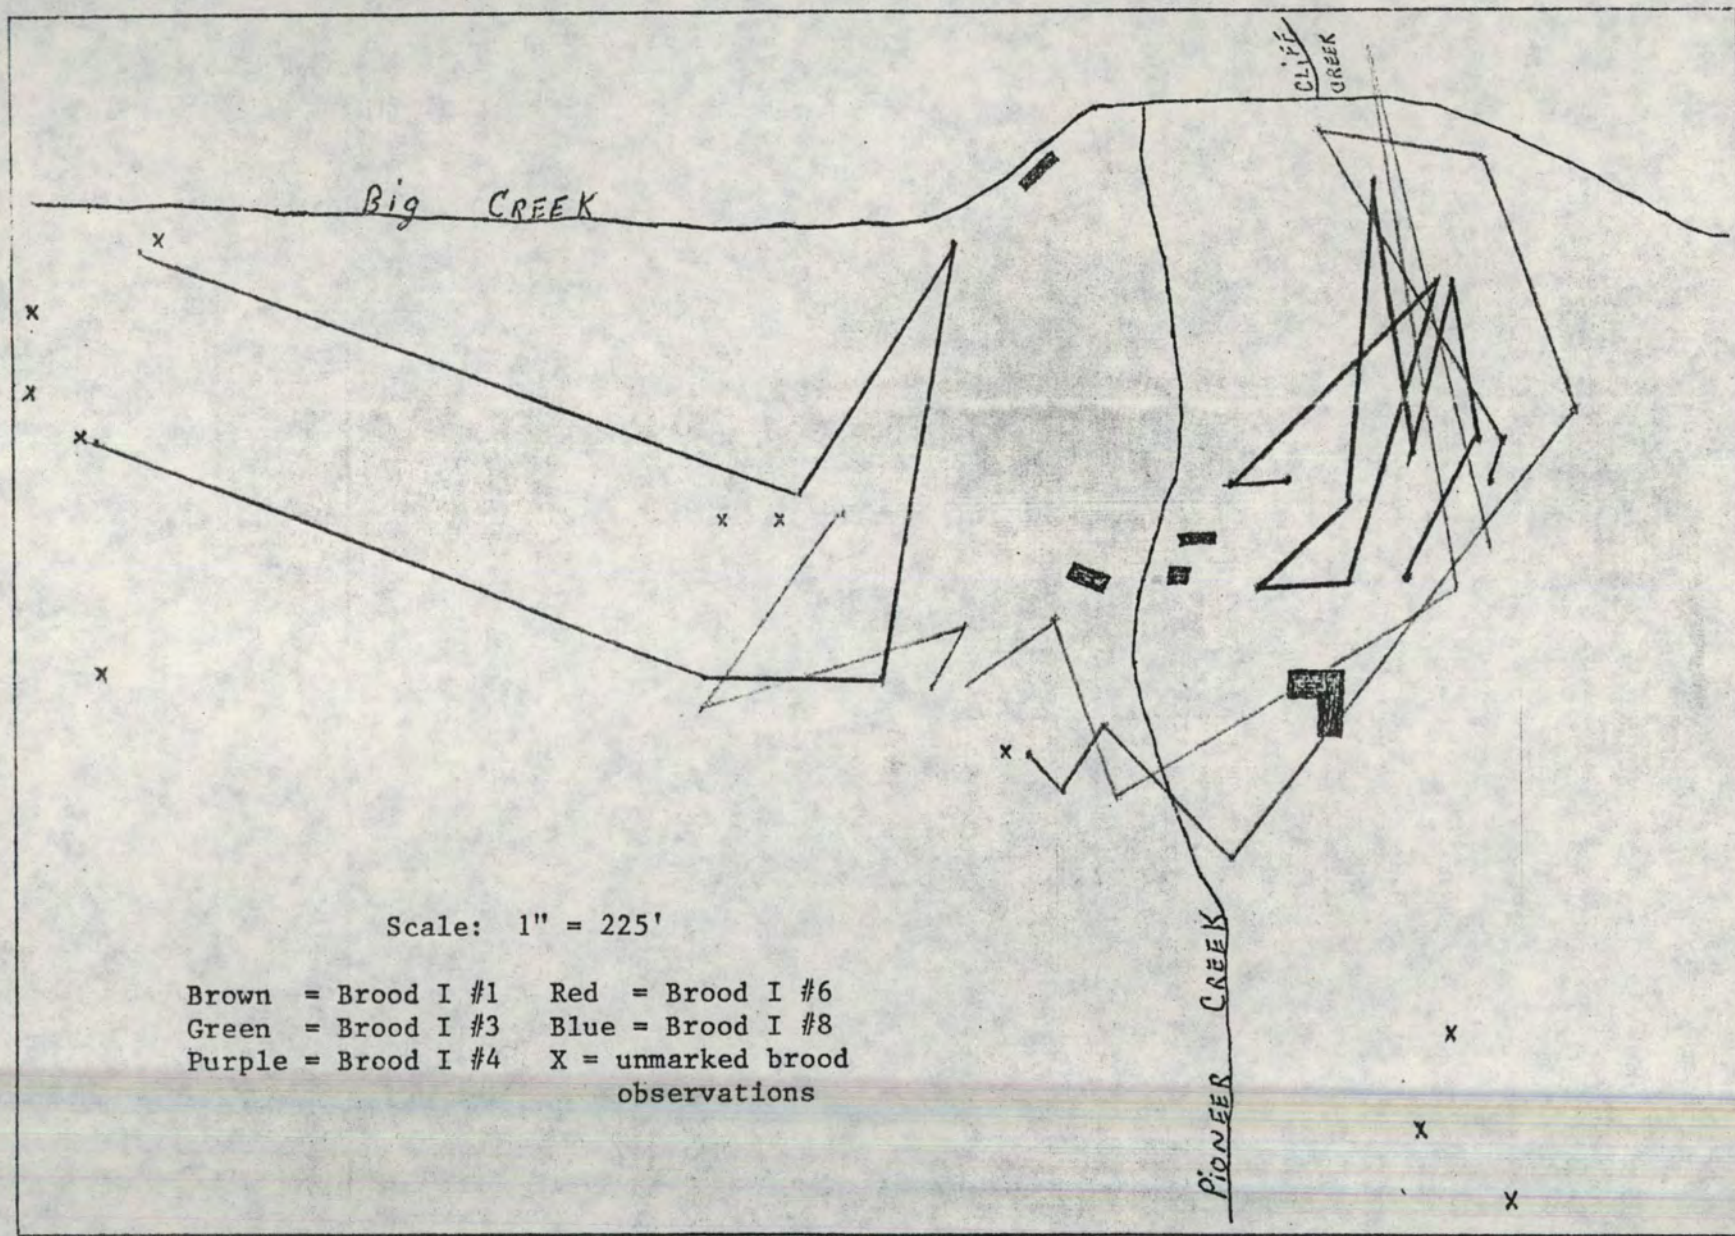 CLIFF
CREEK
Big CREEK
x
x
x
x
x x
x
x
Scale: 1" = 225'
Brown = Brood I #1 Red = Brood I #6
Green = Brood I #3 Blue = Brood I #8
Purple = Brood I #4 X = unmarked brood
observations
PiONEER CREEK
x
x
x